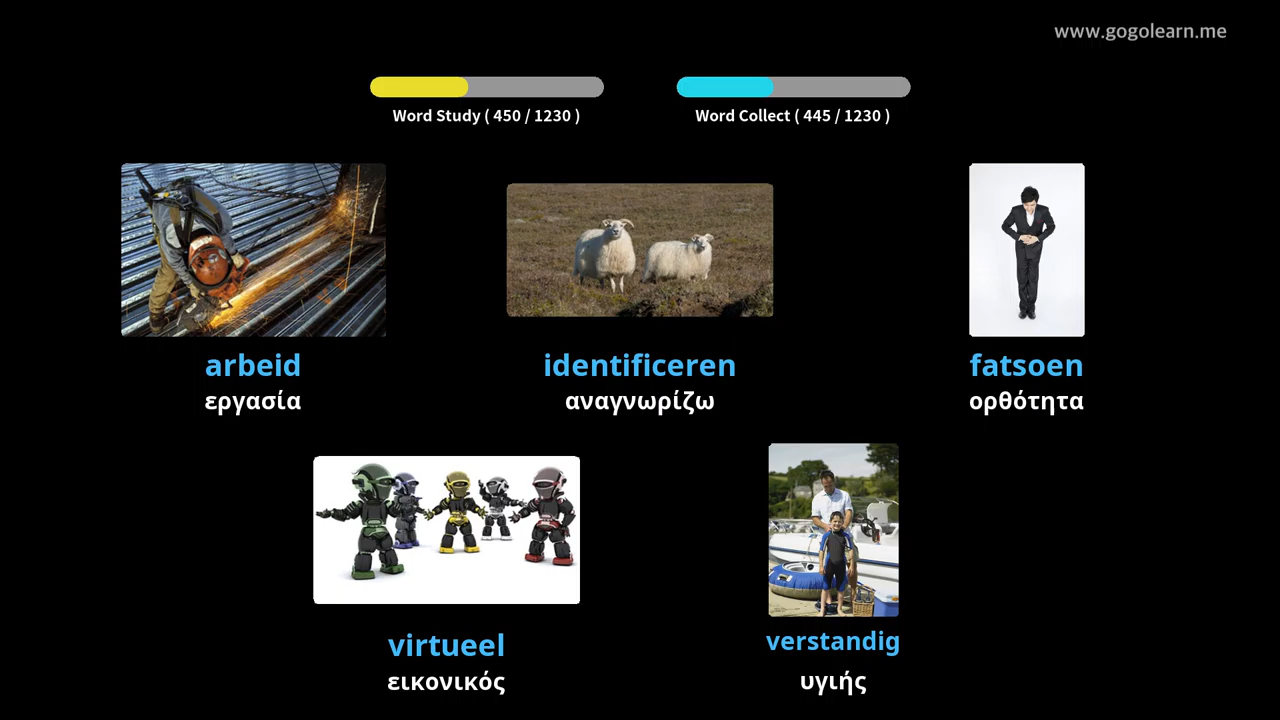 www.gogolearn.me
Word Study ( 450 / 1230 )
Word Collect ( 445 / 1230 )
arbeid
εργασία
identificeren
αναγνωρίζω
fatsoen
ορθότητα
virtueel
εικονικός
verstandig
υγιής